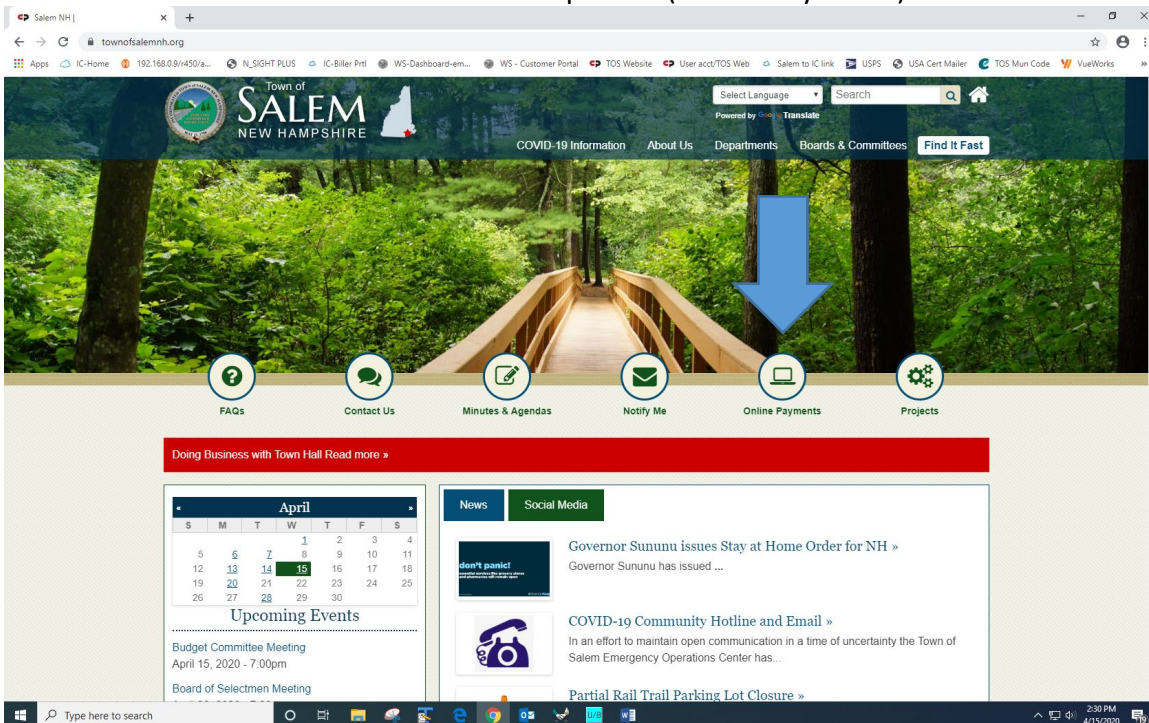 Salem NH |
townofsalemnh.org
Apps IC-Home 192.168.0.9/r450/a... N_SIGHT PLUS IC-Biller Prtl WS-Dashboard-em... WS - Customer Portal TOS Website User acct/TOS Web Salem to IC link USPS USA Cert Mailer TOS Mun Code VueWorks »
Town of
SALEM
NEW HAMPSHIRE
Select Language Search
Powered by Google Translate
COVID-19 Information About Us Departments Boards & Committees Find It Fast
FAQs Contact Us Minutes & Agendas Notify Me Online Payments Projects
Doing Business with Town Hall Read more »
« April »
S M T W T F S
1 2 3 4
5 6 7 8 9 10 11
12 13 14 15 16 17 18
19 20 21 22 23 24 25
26 27 28 29 30
Upcoming Events
Budget Committee Meeting
April 15, 2020 - 7:00pm
Board of Selectmen Meeting
News Social Media
don't panic!
Governor Sununu issues Stay at Home Order for NH »
Governor Sununu has issued ...
COVID-19 Community Hotline and Email »
In an effort to maintain open communication in a time of uncertainty the Town of
Salem Emergency Operations Center has...
Partial Rail Trail Parking Lot Closure »
Type here to search
U/B
2:30 PM
4/15/2020